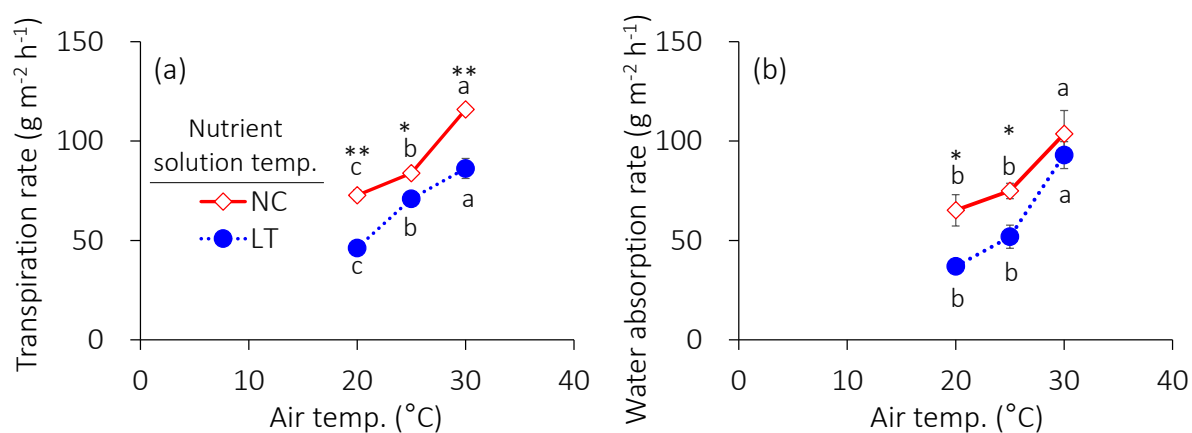 Transpiration rate (g m-2 h-1)
150
100
50
0
(a)
Nutrient
solution temp.
NC
LT
**
c
*
b
**
a
c
b
a
0
10
20
30
40
Air temp. (°C)
Water absorption rate (g m-2 h-1)
150
100
50
0
(b)
*
b
*
b
a
b
b
a
0
10
20
30
40
Air temp. (°C)